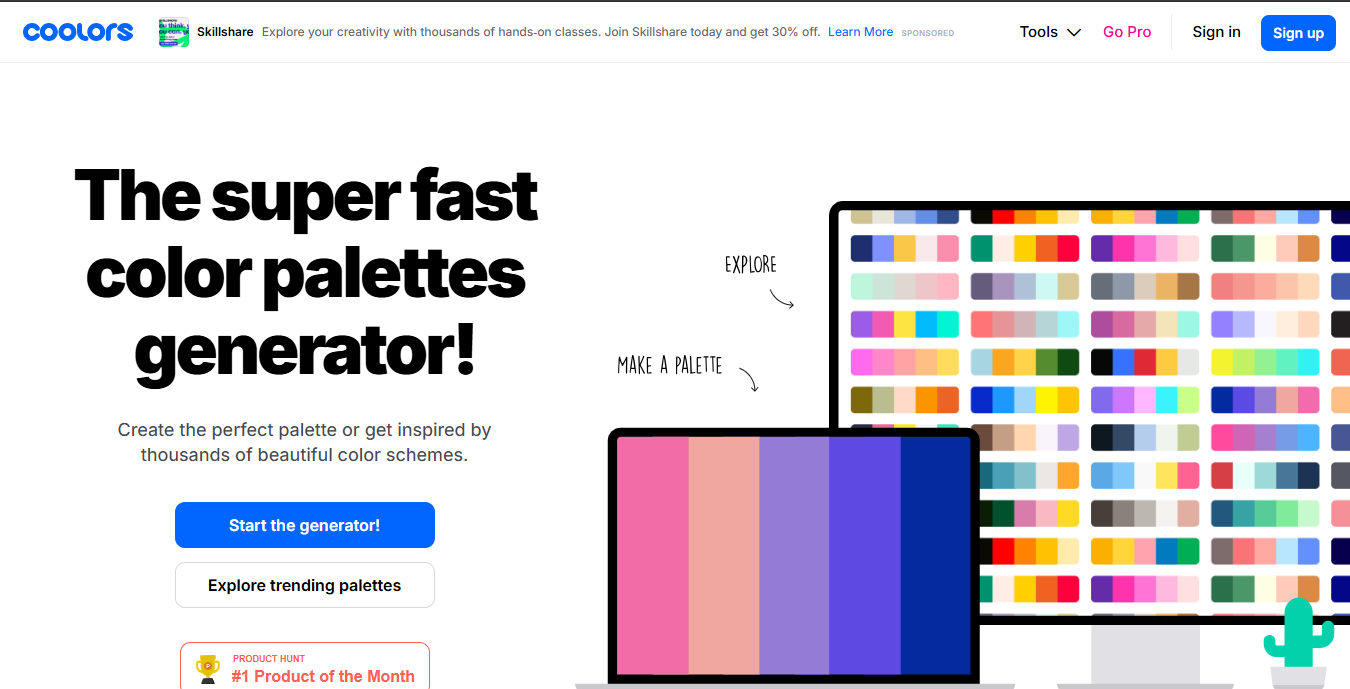 coolors
Skillshare Explore your creativity with thousands of hands-on classes. Join Skillshare today and get 30% off. Learn More SPONSORED
Tools
Go Pro
Sign in
Sign up
The super fast
color palettes
generator!
Create the perfect palette or get inspired by
thousands of beautiful color schemes.
Start the generator!
Explore trending palettes
PRODUCT HUNT
#1 Product of the Month
EXPLORE
MAKE A PALETTE